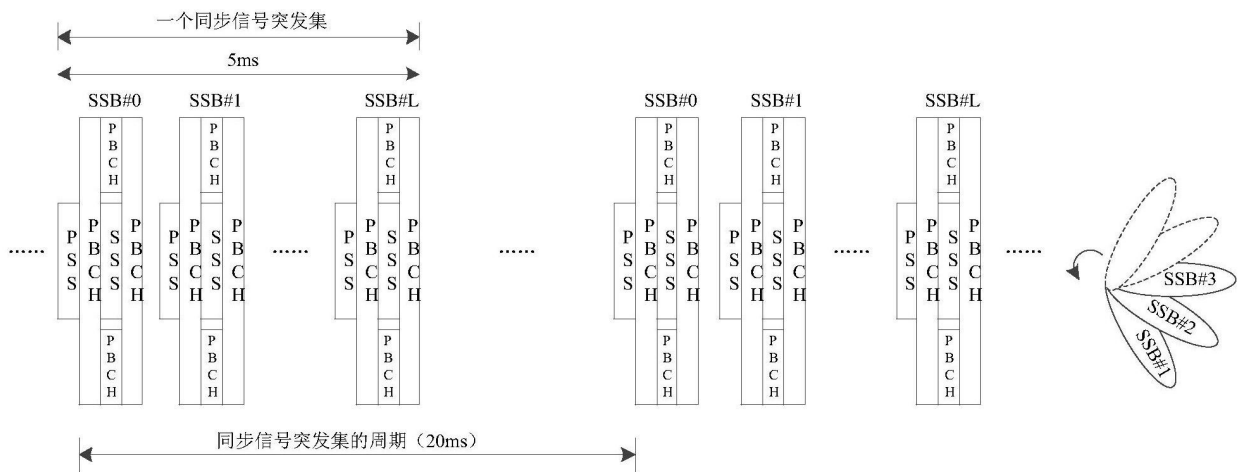 一个同步信号突发集
5ms
SSB#0
SSB#1
SSB#L
SSB#0
SSB#1
SSB#L
......
PSS
PBCH
PBCH
SSS
PBCH
PBCH
PSS
PBCH
PBCH
SSS
PBCH
PBCH
......
PSS
PBCH
PBCH
SSS
PBCH
PBCH
......
PSS
PBCH
PBCH
SSS
PBCH
PBCH
PSS
PBCH
PBCH
SSS
PBCH
PBCH
......
PSS
PBCH
PBCH
SSS
PBCH
PBCH
......
SSB#3
SSB#2
SSB#1
同步信号突发集的周期（20ms）